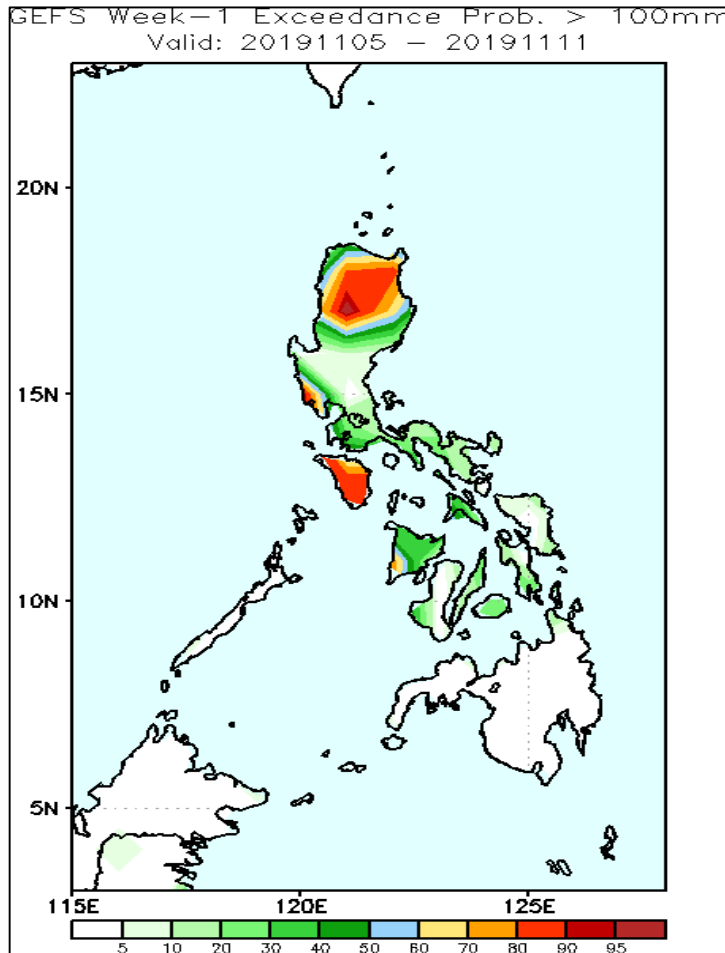 GEFS Week-1 Exceedance Prob. > 100mm
Valid: 20191105 - 20191111
20N
15N
10N
5N
115E 120E 125E
5 10 20 30 40 50 60 70 80 90 95